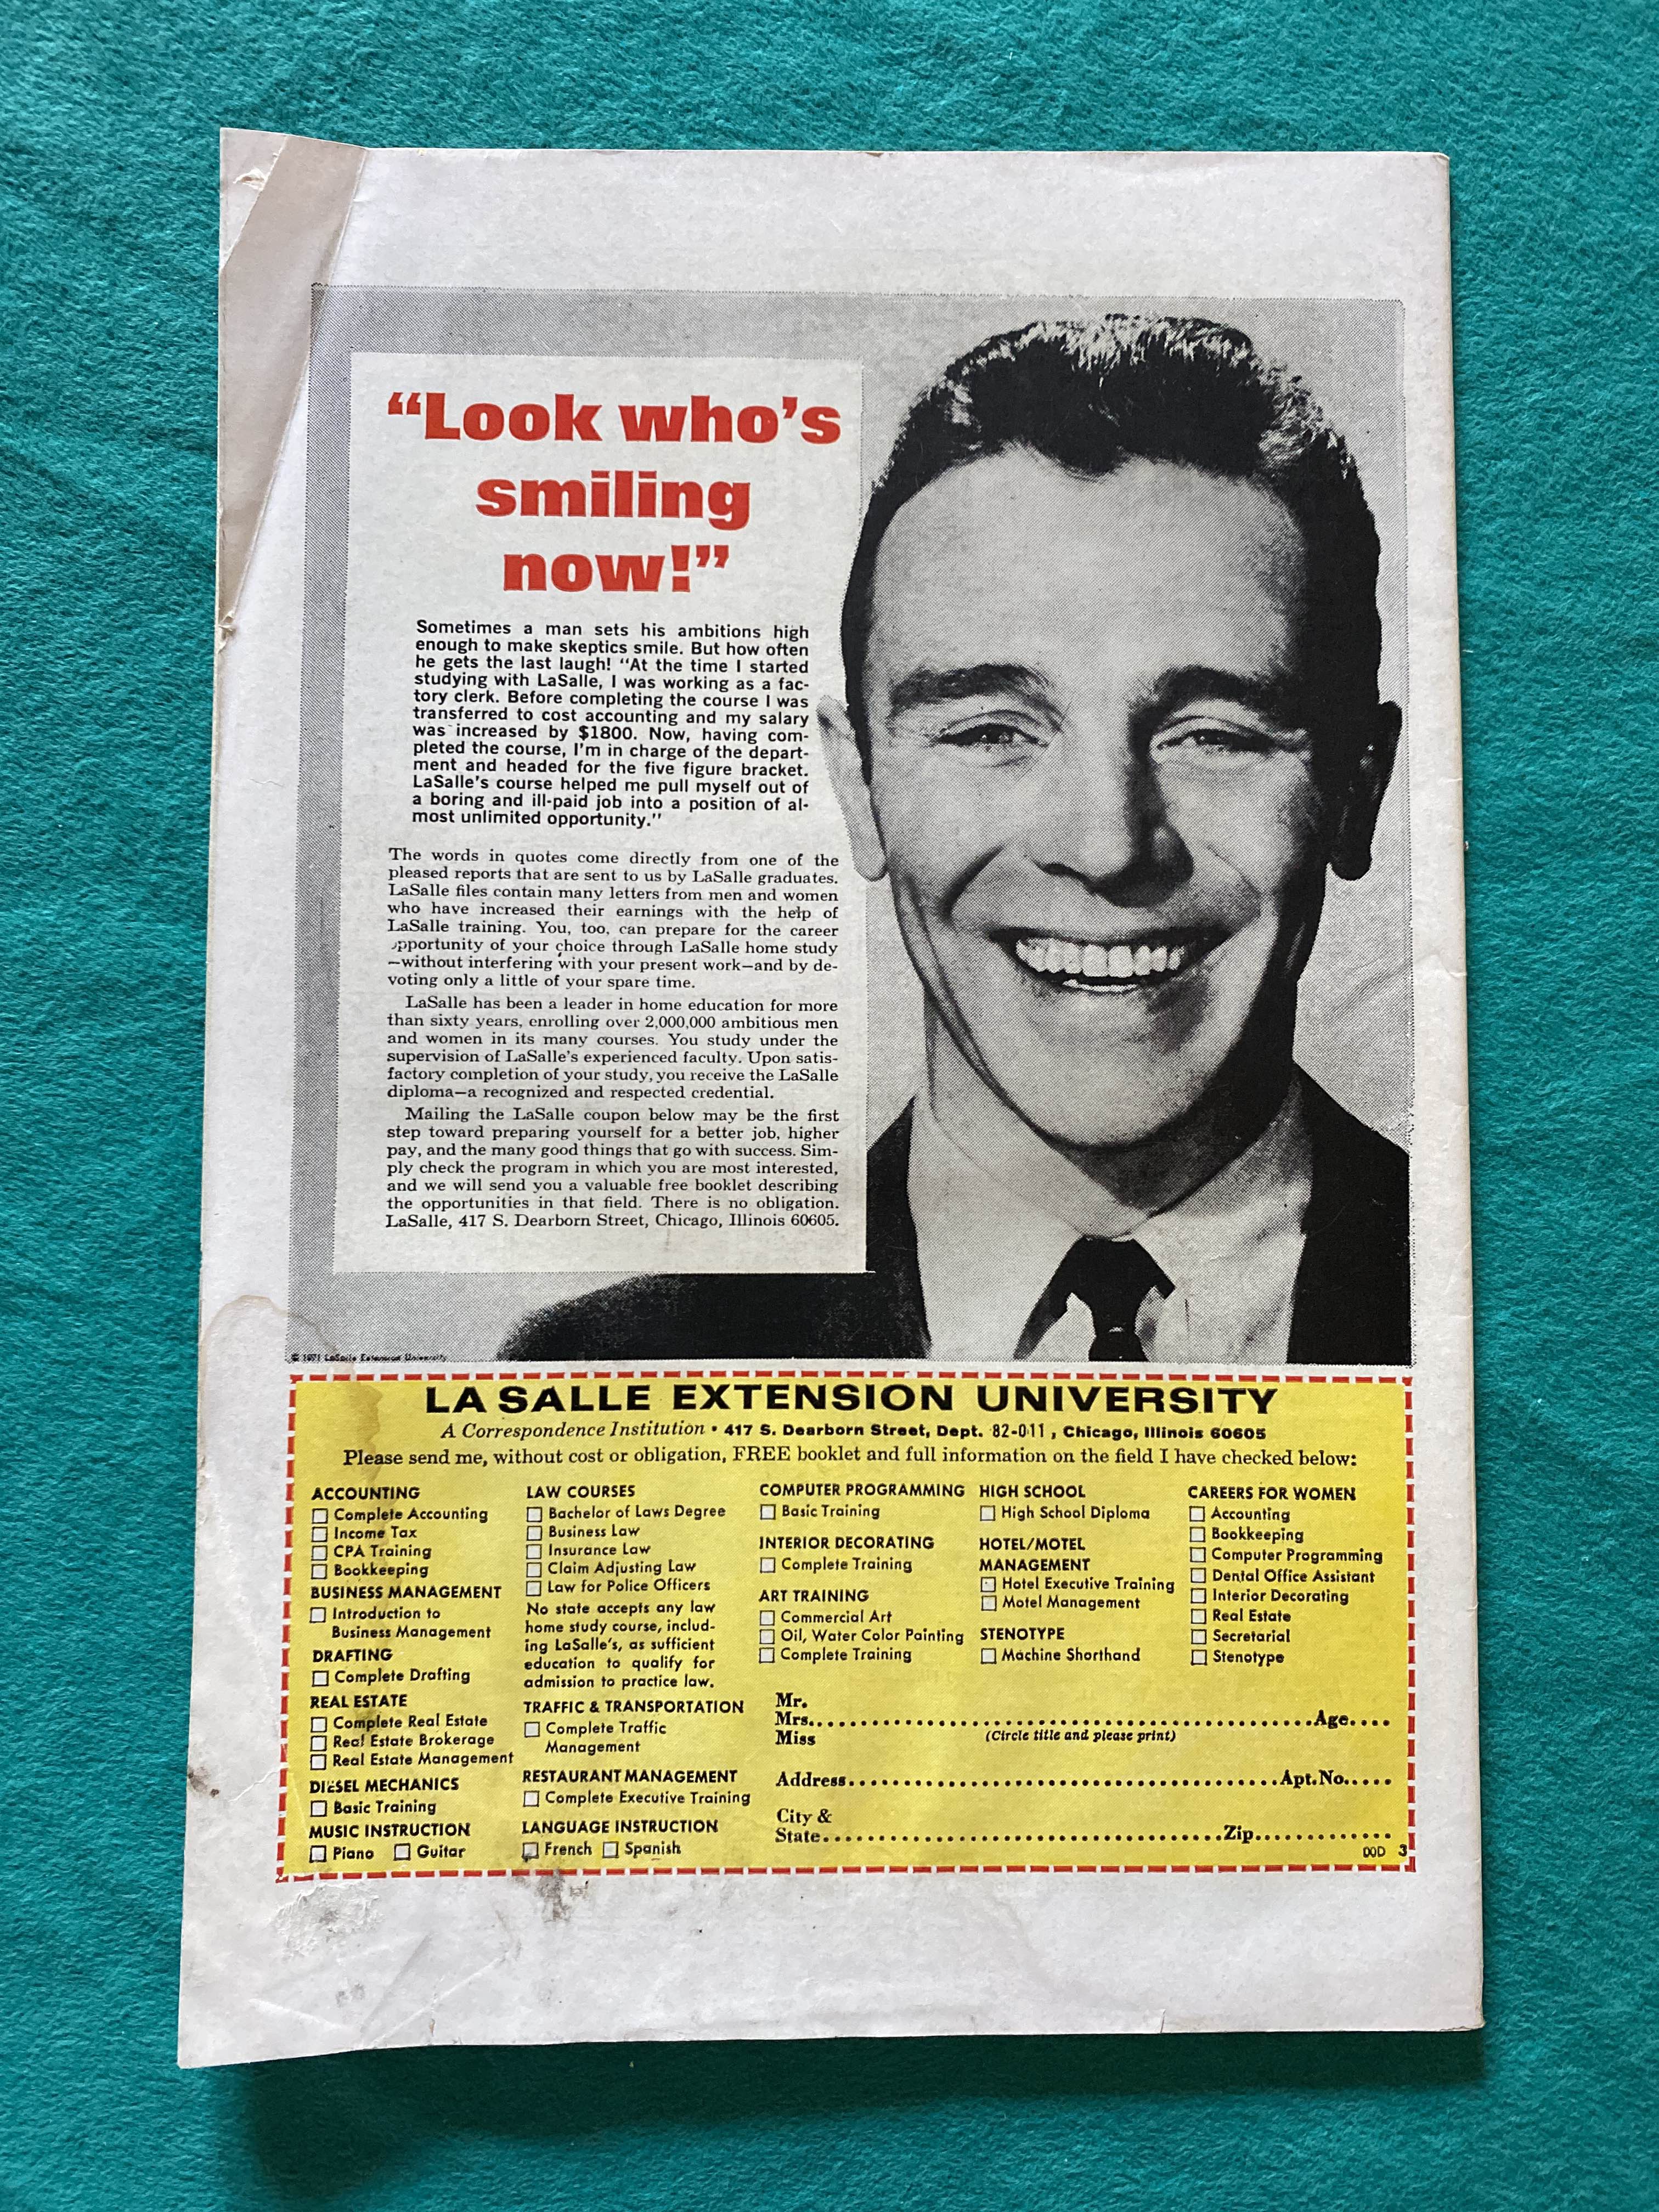 “Look who’s
smiling
now!”
Sometimes a man sets his ambitions high
enough to make skeptics smile. But how often
he gets the last laugh! “At the time I started
studying with LaSalle, I was working as a fac-
tory clerk. Before completing the course I was
transferred to cost accounting and my salary
was increased by $1800. Now, having com-
pleted the course, I’m in charge of the depart-
ment and headed for the five figure bracket.
LaSalle’s course helped me pull myself out of
a boring and ill-paid job into a position of al-
most unlimited opportunity.”
The words in quotes come directly from one of the
pleased reports that are sent to us by LaSalle graduates.
LaSalle files contain many letters from men and women
who have increased their earnings with the help of
LaSalle training. You, too, can prepare for the career
opportunity of your choice through LaSalle home study
—without interfering with your present work—and by de-
voting only a little of your spare time.
LaSalle has been a leader in home education for more
than sixty years, enrolling over 2,000,000 ambitious men
and women in its many courses. You study under the
supervision of LaSalle’s experienced faculty. Upon satis-
factory completion of your study, you receive the LaSalle
diploma—a recognized and respected credential.
Mailing the LaSalle coupon below may be the first
step toward preparing yourself for a better job, higher
pay, and the many good things that go with success. Sim-
ply check the program in which you are most interested,
and we will send you a valuable free booklet describing
the opportunities in that field. There is no obligation.
LaSalle, 417 S. Dearborn Street, Chicago, Illinois 60605.
© 1971 LaSalle Extension University
LA SALLE EXTENSION UNIVERSITY
A Correspondence Institution • 417 S. Dearborn Street, Dept. 82-011, Chicago, Illinois 60605
Please send me, without cost or obligation, FREE booklet and full information on the field I have checked below:
ACCOUNTING
Complete Accounting
Income Tax
CPA Training
Bookkeeping
BUSINESS MANAGEMENT
Introduction to
Business Management
DRAFTING
Complete Drafting
REAL ESTATE
Complete Real Estate
Real Estate Brokerage
Real Estate Management
DIESEL MECHANICS
Basic Training
MUSIC INSTRUCTION
Piano Guitar
LAW COURSES
Bachelor of Laws Degree
Business Law
Insurance Law
Claim Adjusting Law
Law for Police Officers
No state accepts any law
home study course, includ-
ing LaSalle’s, as sufficient
education to qualify for
admission to practice law.
TRAFFIC & TRANSPORTATION
Complete Traffic
Management
RESTAURANT MANAGEMENT
Complete Executive Training
LANGUAGE INSTRUCTION
French Spanish
COMPUTER PROGRAMMING
Basic Training
INTERIOR DECORATING
Complete Training
ART TRAINING
Commercial Art
Oil, Water Color Painting
Complete Training
HIGH SCHOOL
High School Diploma
HOTEL/MOTEL
MANAGEMENT
Hotel Executive Training
Motel Management
STENOTYPE
Machine Shorthand
CAREERS FOR WOMEN
Accounting
Bookkeeping
Computer Programming
Dental Office Assistant
Interior Decorating
Real Estate
Secretarial
Stenotype
Mr.
Mrs. Age
Miss (Circle title and please print)
Address Apt.No.
City &
State Zip
DOD 3